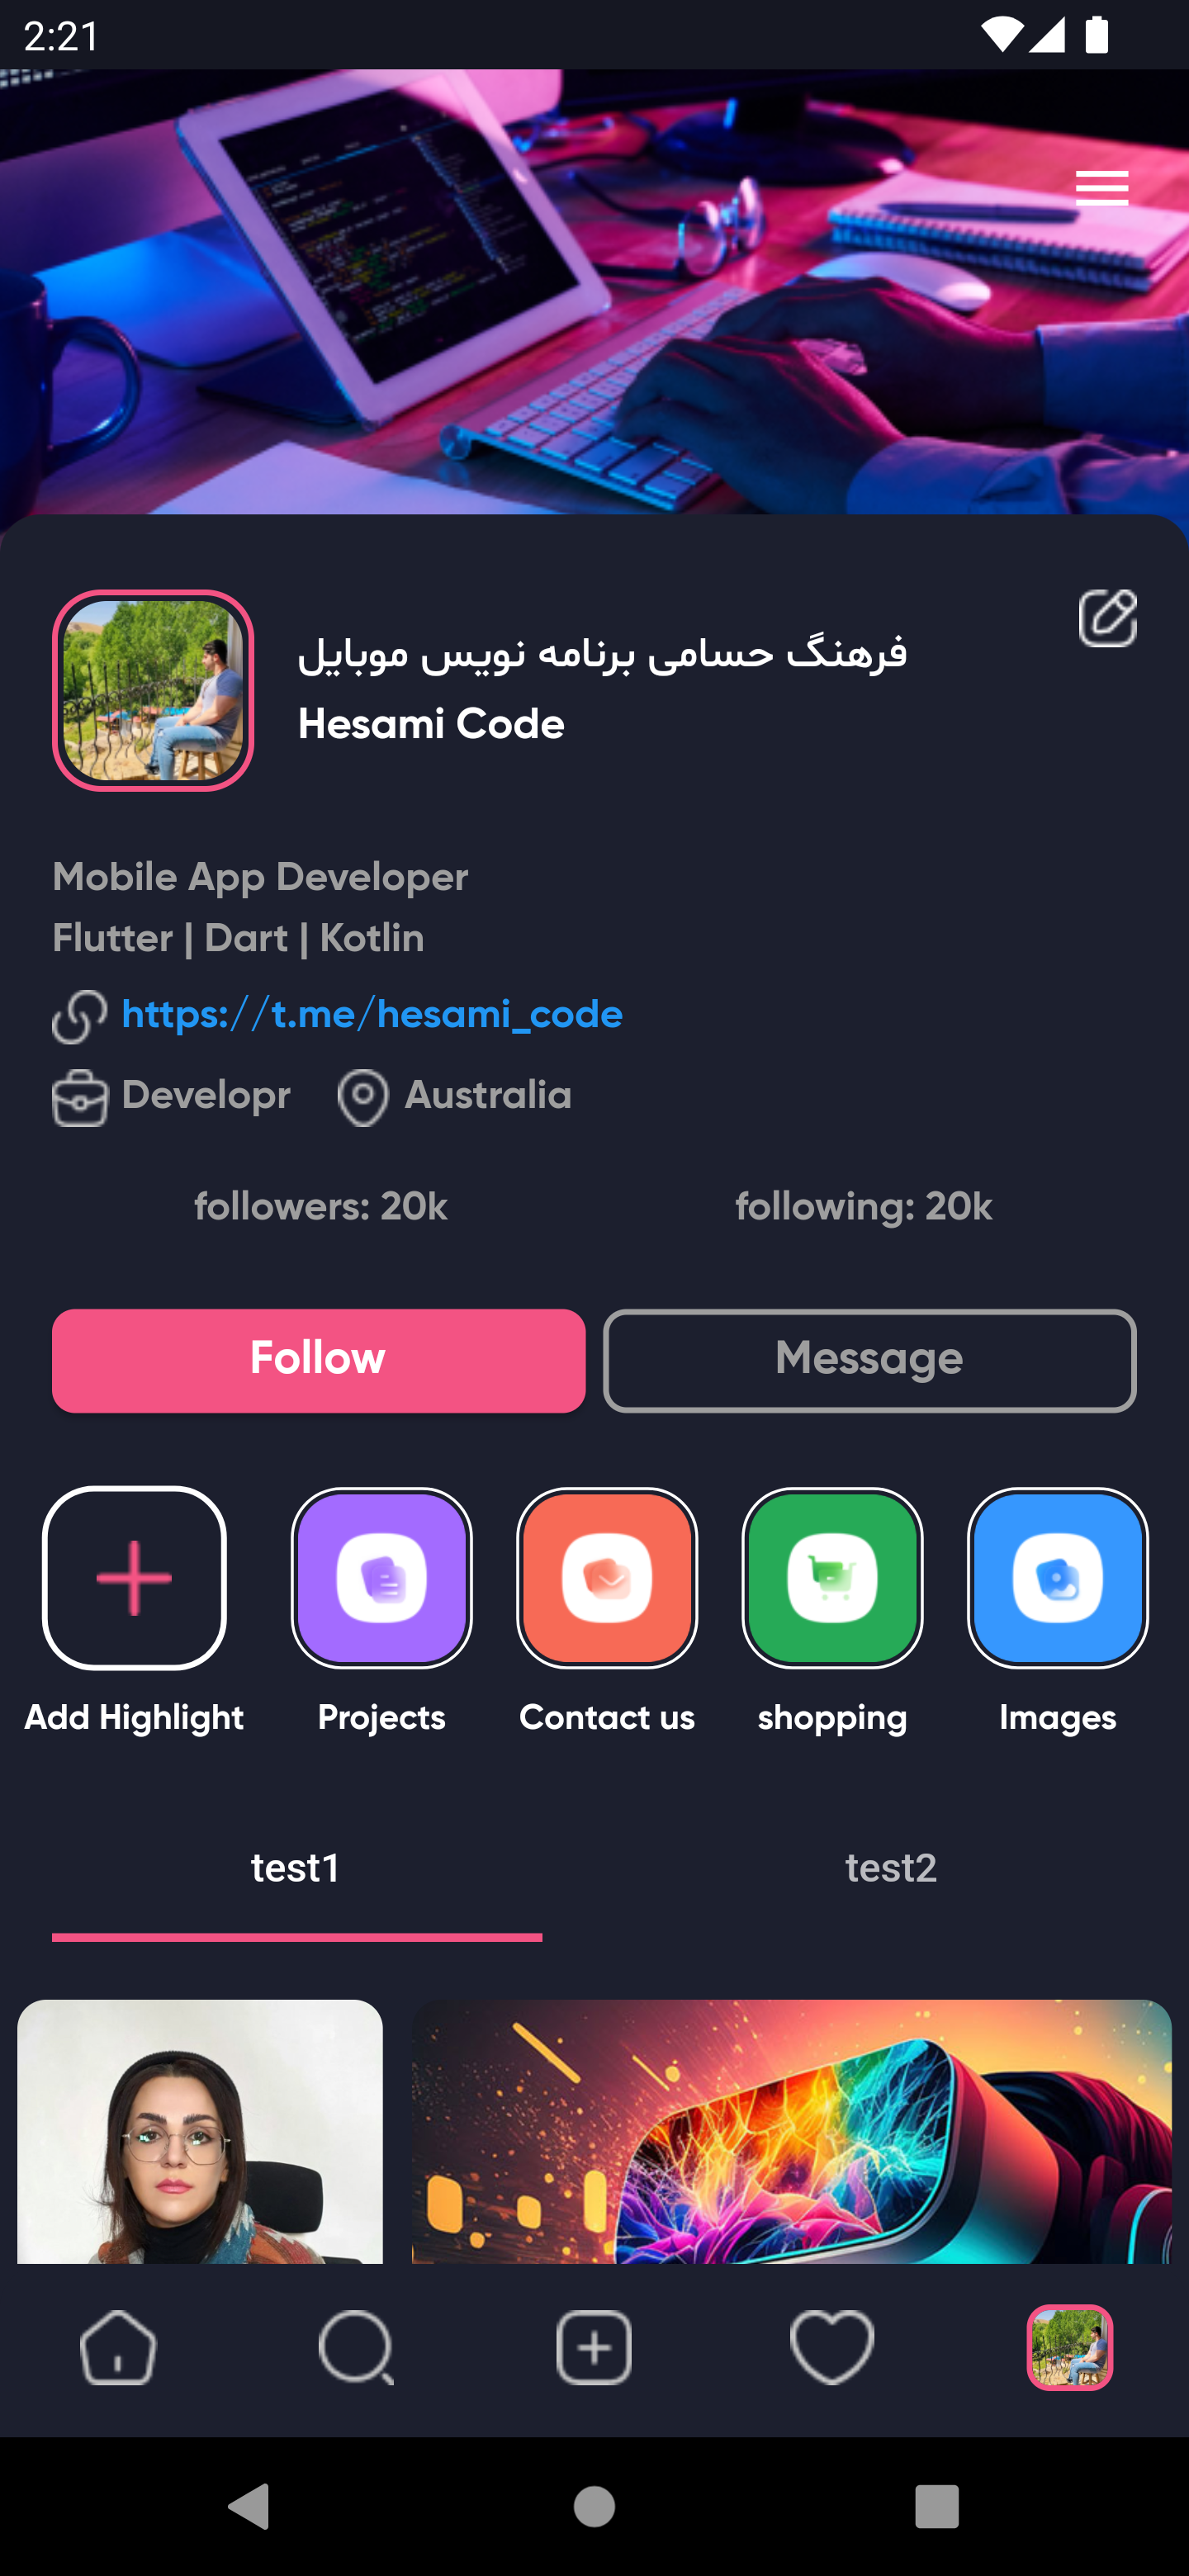 2:21
فرهنگ حسامی برنامه نویس موبایل
Hesami Code
Mobile App Developer
Flutter | Dart | Kotlin
https://t.me/hesami_code
Developr Australia
followers: 20k following: 20k
Follow Message
Add Highlight Projects Contact us shopping Images
test1 test2